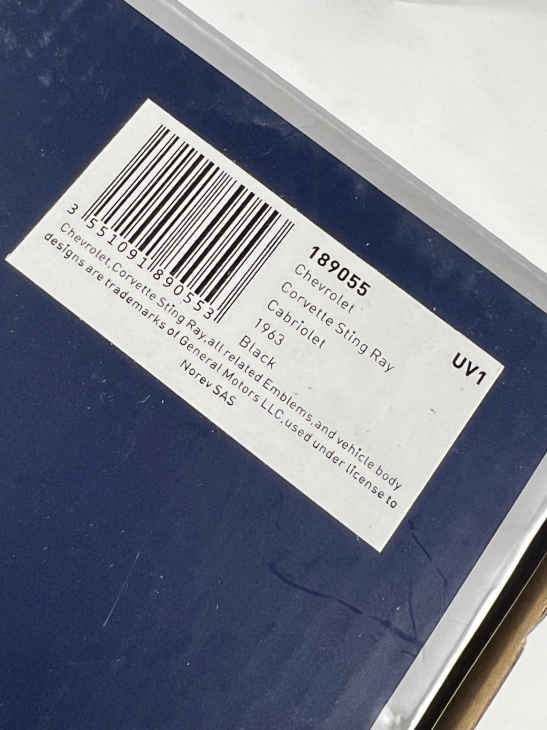 189055
Chevrolet
Corvette Sting Ray
Cabriolet
1963
Black
UV1
3 551091 890553
Chevrolet,Corvette Sting Ray,all related Emblems,and vehicle body
designs are trademarks of General Motors LLC,used under license to
Norev SAS